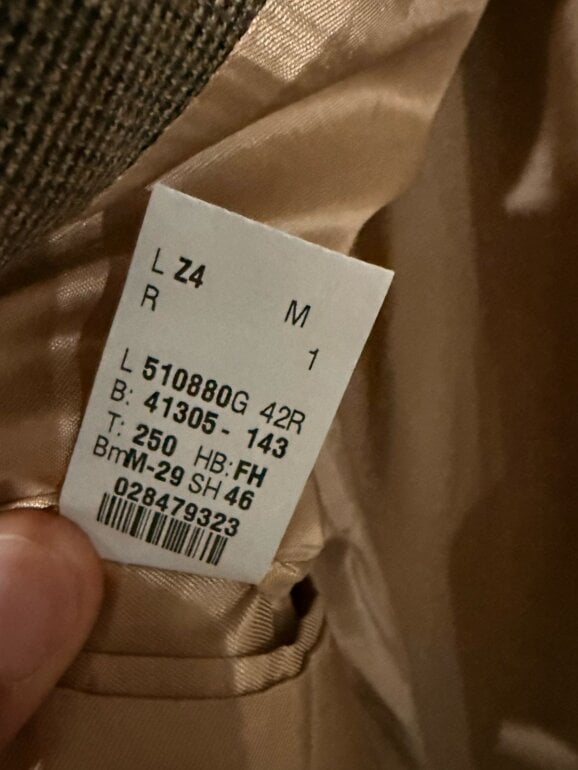 L Z4
R M
1
L 510880G 42R
B: 41305- 143
T: 250 HB: FH
BmM-29 SH 46
028479323